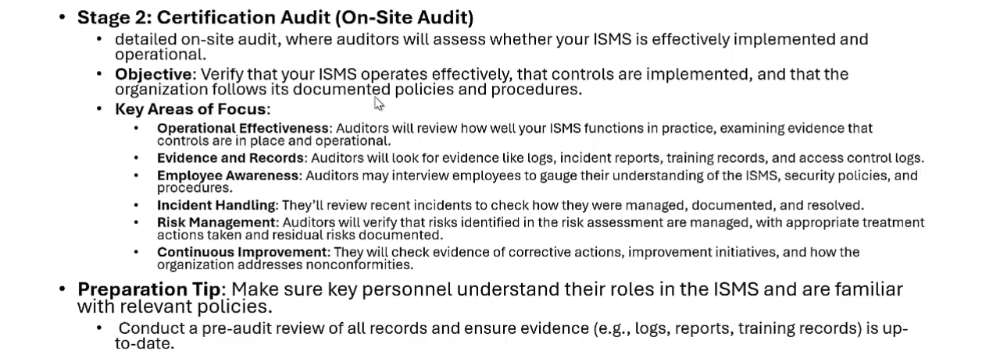 • Stage 2: Certification Audit (On-Site Audit)
• detailed on-site audit, where auditors will assess whether your ISMS is effectively implemented and
operational.
• Objective: Verify that your ISMS operates effectively, that controls are implemented, and that the
organization follows its documented policies and procedures.
• Key Areas of Focus:
• Operational Effectiveness: Auditors will review how well your ISMS functions in practice, examining evidence that
controls are in place and operational.
• Evidence and Records: Auditors will look for evidence like logs, incident reports, training records, and access control logs.
• Employee Awareness: Auditors may interview employees to gauge their understanding of the ISMS, security policies, and
procedures.
• Incident Handling: They’ll review recent incidents to check how they were managed, documented, and resolved.
• Risk Management: Auditors will verify that risks identified in the risk assessment are managed, with appropriate treatment
actions taken and residual risks documented.
• Continuous Improvement: They will check evidence of corrective actions, improvement initiatives, and how the
organization addresses nonconformities.
• Preparation Tip: Make sure key personnel understand their roles in the ISMS and are familiar
with relevant policies.
• Conduct a pre-audit review of all records and ensure evidence (e.g., logs, reports, training records) is up-
to-date.